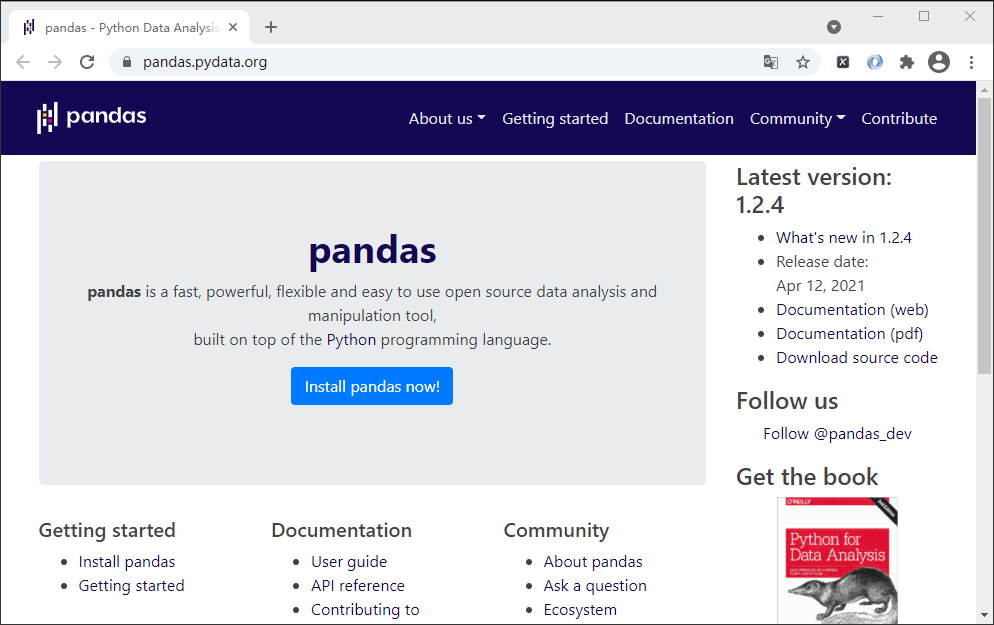 pandas - Python Data Analysis
pandas.pydata.org
pandas
About us Getting started Documentation Community Contribute
pandas
pandas is a fast, powerful, flexible and easy to use open source data analysis and
manipulation tool,
built on top of the Python programming language.
Install pandas now!
Getting started
Install pandas
Getting started
Documentation
User guide
API reference
Contributing to
Community
About pandas
Ask a question
Ecosystem
Latest version:
1.2.4
What's new in 1.2.4
Release date:
Apr 12, 2021
Documentation (web)
Documentation (pdf)
Download source code
Follow us
Follow @pandas_dev
Get the book
O'REILLY
Python for
Data Analysis